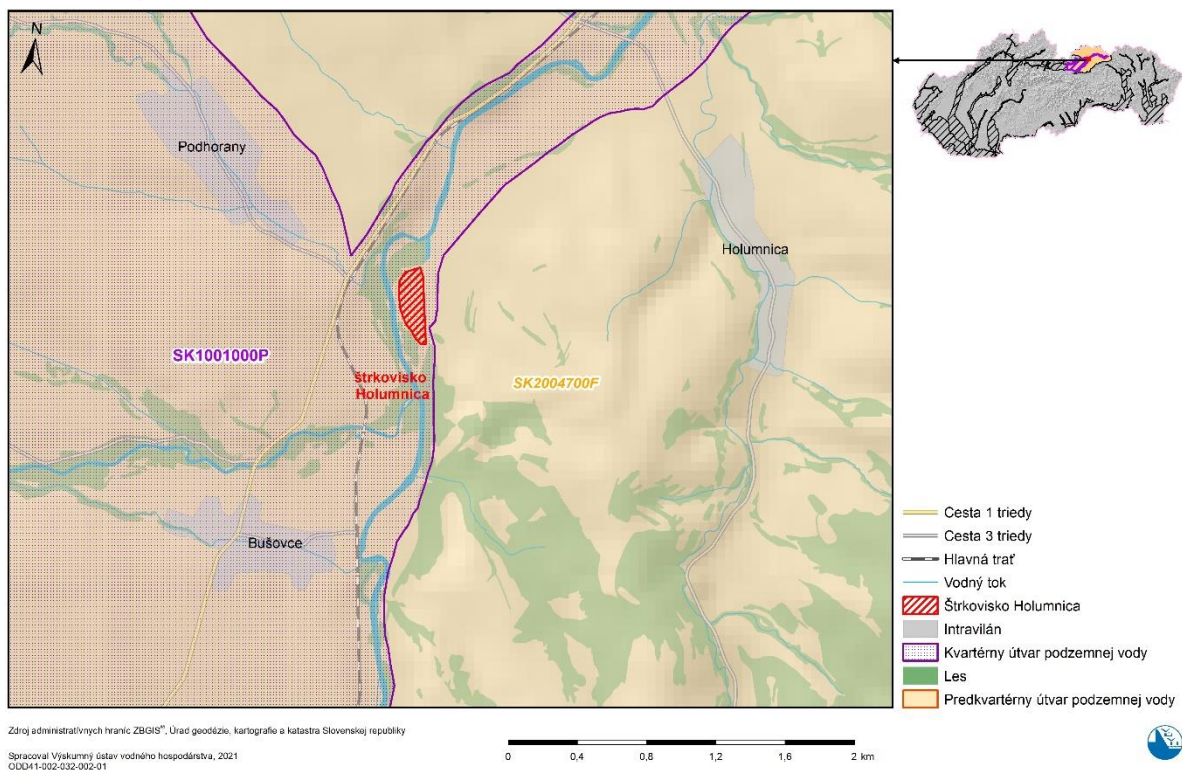 N
Podhorany
Holumnica
SK1001000P
SK2004700F
štrkovisko
Holumnica
Bušovce
Cesta 1 triedy
Cesta 3 triedy
Hlavná trať
Vodný tok
Štrkovisko Holumnica
Intravilán
Kvartérny útvar podzemnej vody
Les
Predkvartérny útvar podzemnej vody
Zdroj administratívnych hraníc ZBGIS®, Úrad geodézie, kartografie a katastra Slovenskej republiky
Spracoval Výskumný ústav vodného hospodárstva, 2021
ODD41-002-032-002-01
0 0,4 0,8 1,2 1,6 2 km